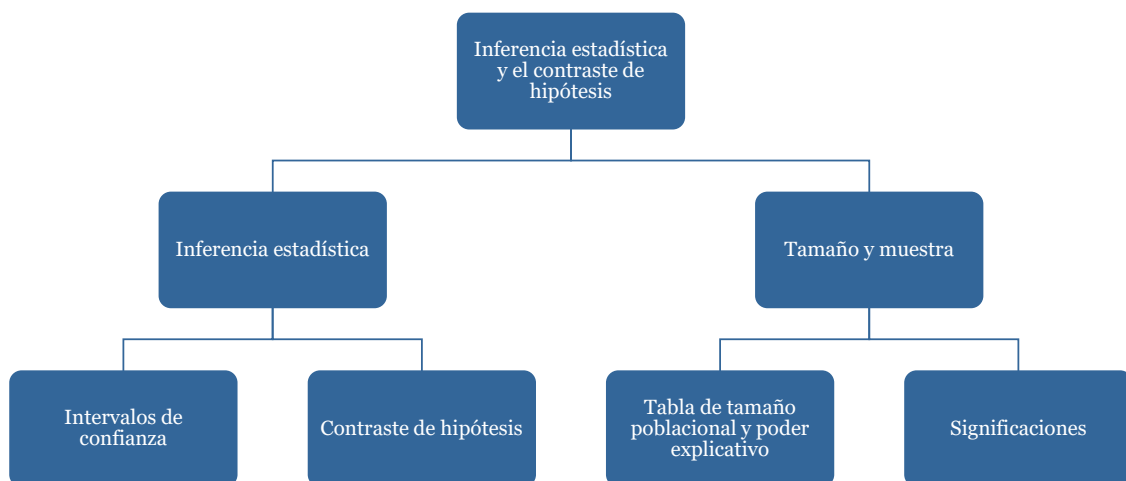 Inferencia estadística
y el contraste de
hipótesis
Inferencia estadística
Tamaño y muestra
Intervalos de
confianza
Contraste de hipótesis
Tabla de tamaño
poblacional y poder
explicativo
Significaciones